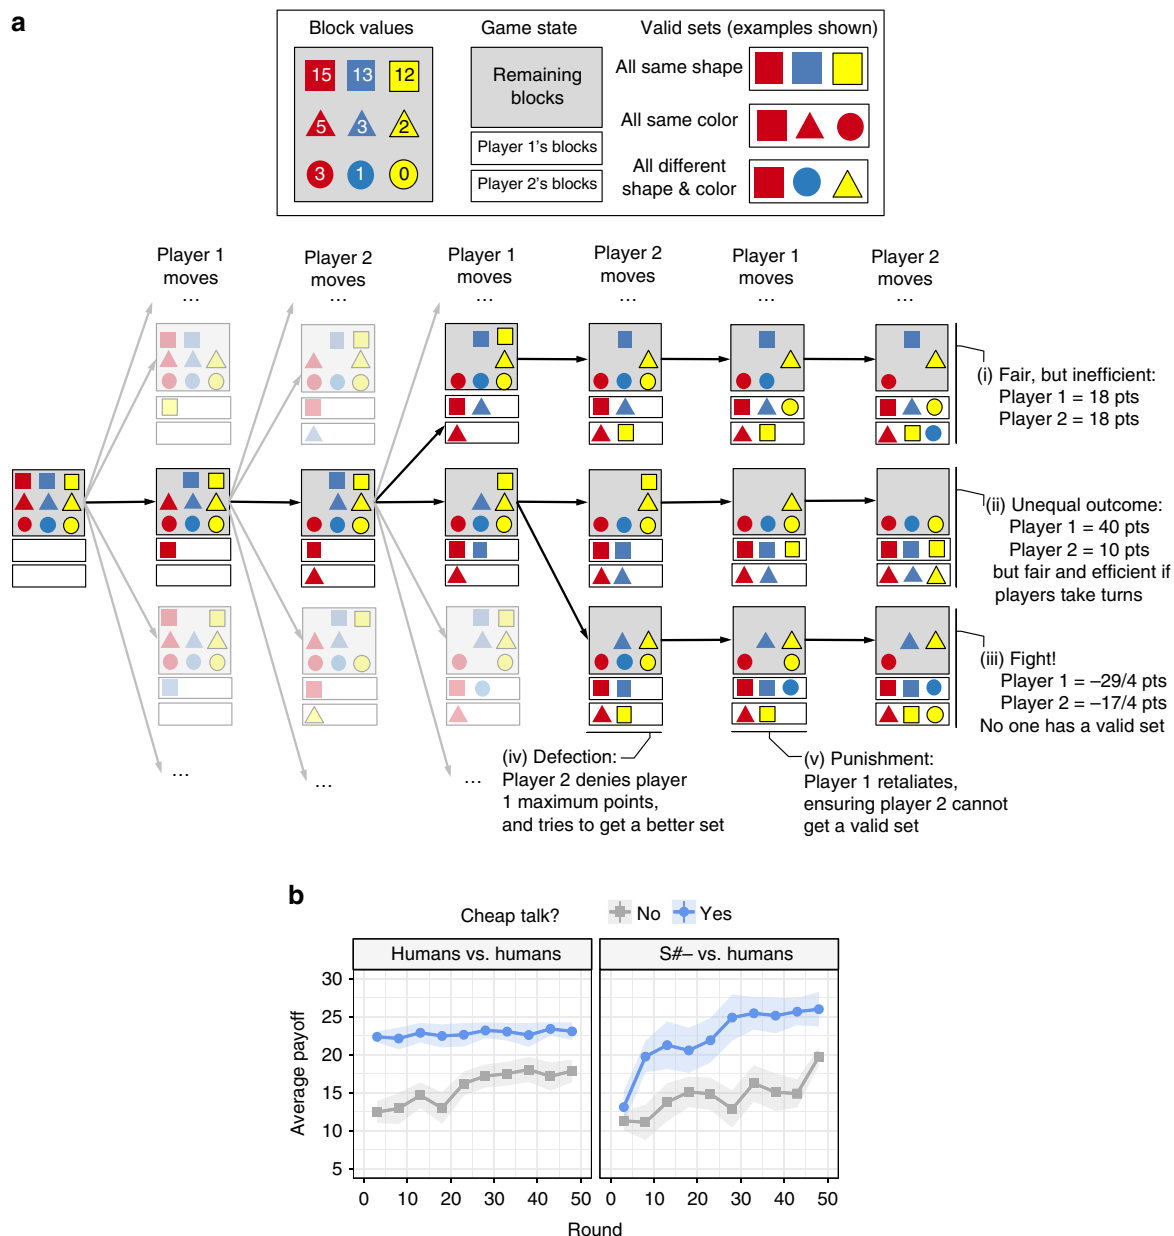 a
Block values
Game state
Valid sets (examples shown)
15 13 12
5 3 2
3 1 0
Remaining
blocks
Player 1's blocks
Player 2's blocks
All same shape
All same color
All different
shape & color
Player 1
moves
...
Player 2
moves
...
Player 1
moves
...
Player 2
moves
...
Player 1
moves
...
Player 2
moves
...
(i) Fair, but inefficient:
Player 1 = 18 pts
Player 2 = 18 pts
(ii) Unequal outcome:
Player 1 = 40 pts
Player 2 = 10 pts
but fair and efficient if
players take turns
(iii) Fight!
Player 1 = –29/4 pts
Player 2 = –17/4 pts
No one has a valid set
...
...
...
(iv) Defection:
Player 2 denies player
1 maximum points,
and tries to get a better set
(v) Punishment:
Player 1 retaliates,
ensuring player 2 cannot
get a valid set
b
Cheap talk? No Yes
Humans vs. humans
S#– vs. humans
Average payoff
30
25
20
15
10
5
0 10 20 30 40 50
0 10 20 30 40 50
Round